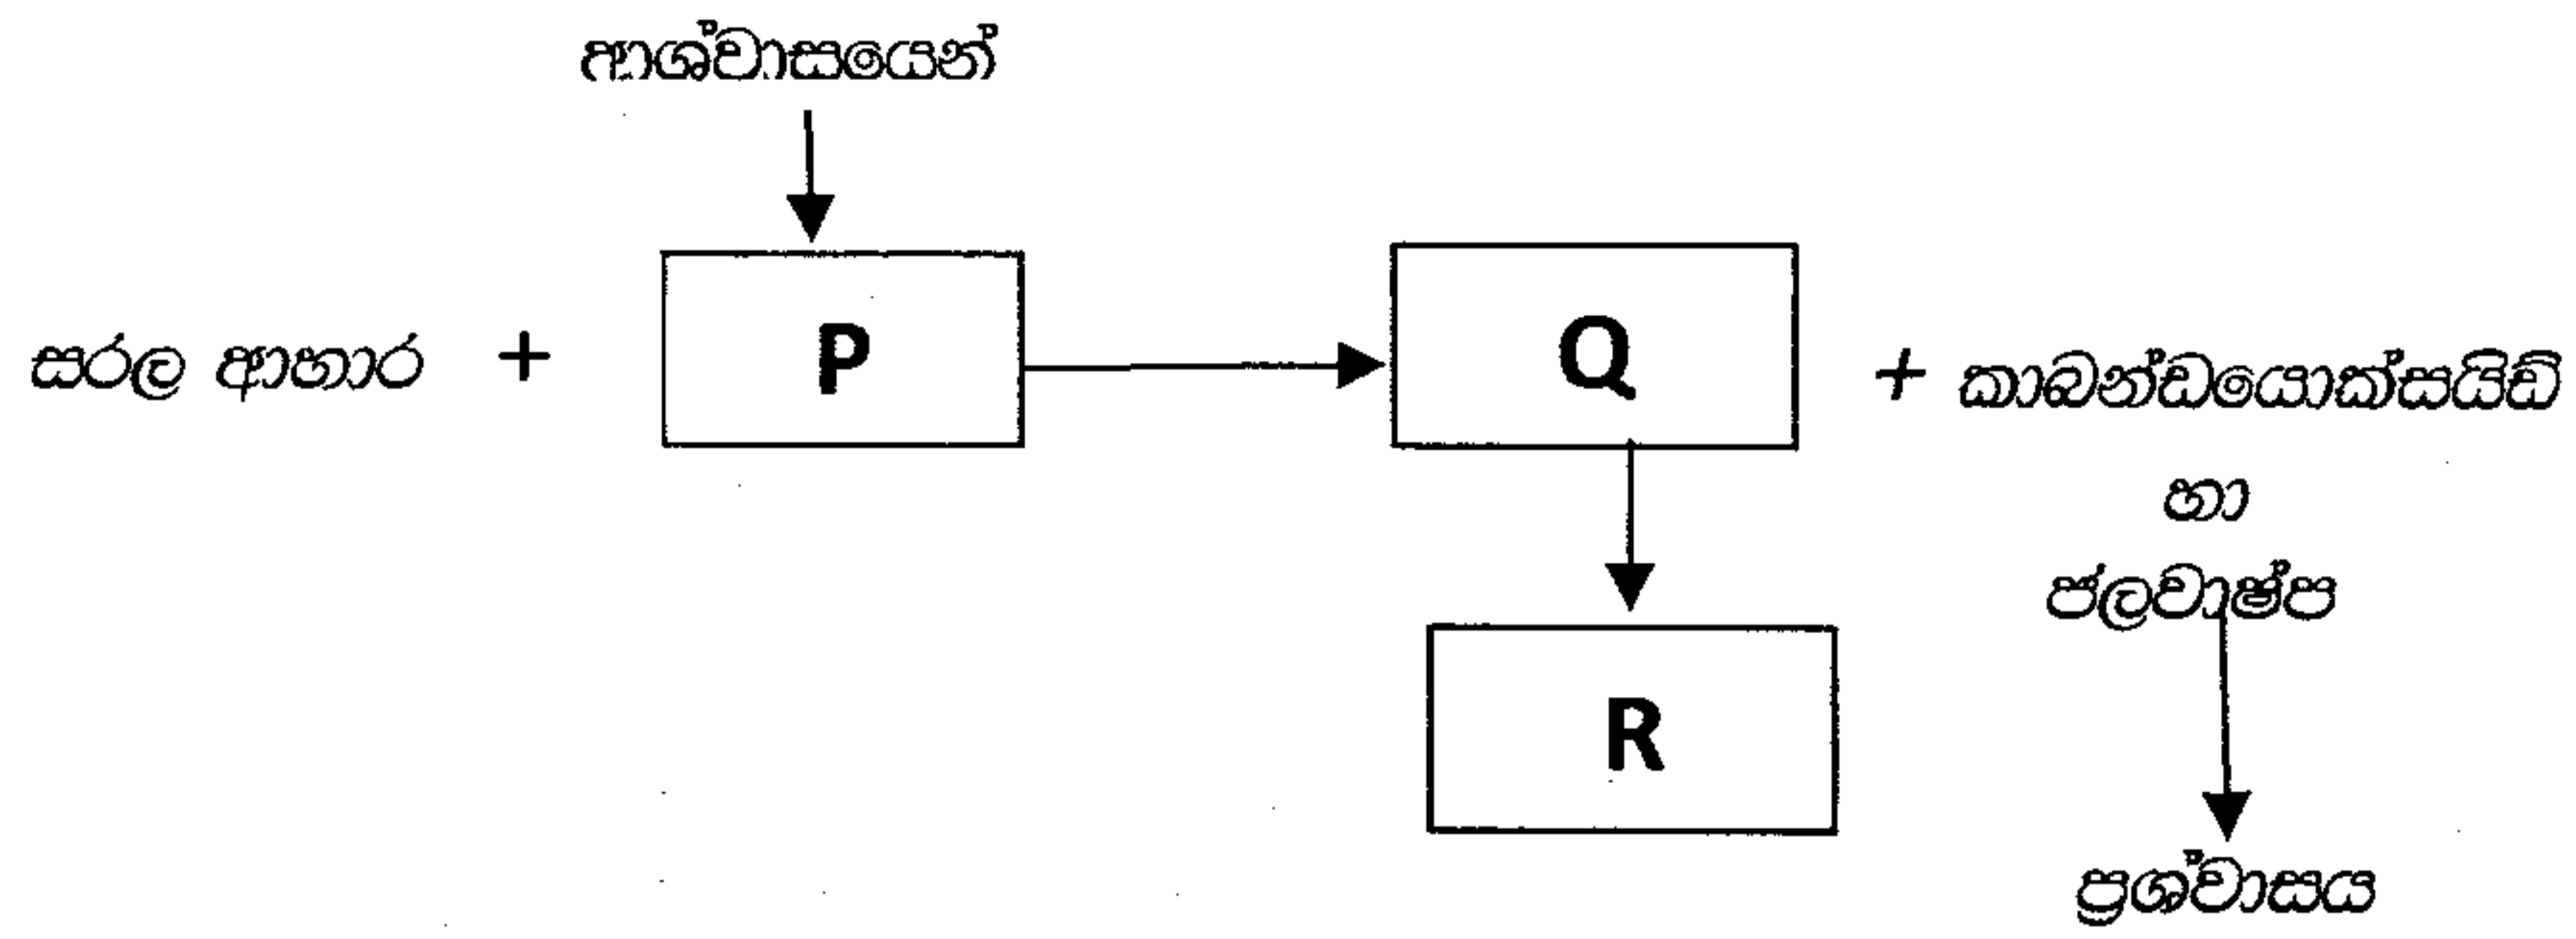 ආශ්වාසයෙන්
සරල ආහාර + P Q + කාබන්ඩයොක්සයිඩ්
හා
ජලවාෂ්ප
R
ප්‍රශ්වාසය